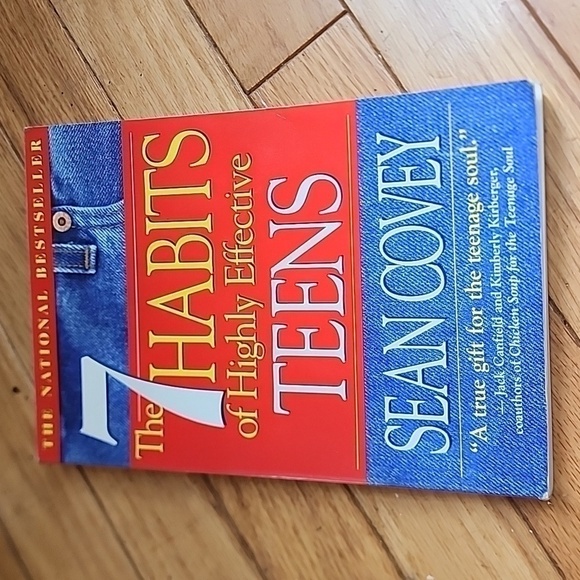 THE NATIONAL BESTSELLER
The 7 HABITS
of Highly Effective
TEENS
SEAN COVEY
"A true gift for the teenage soul."
— Jack Canfield and Kimberly Kirberger,
coauthors of Chicken Soup for the Teenage Soul